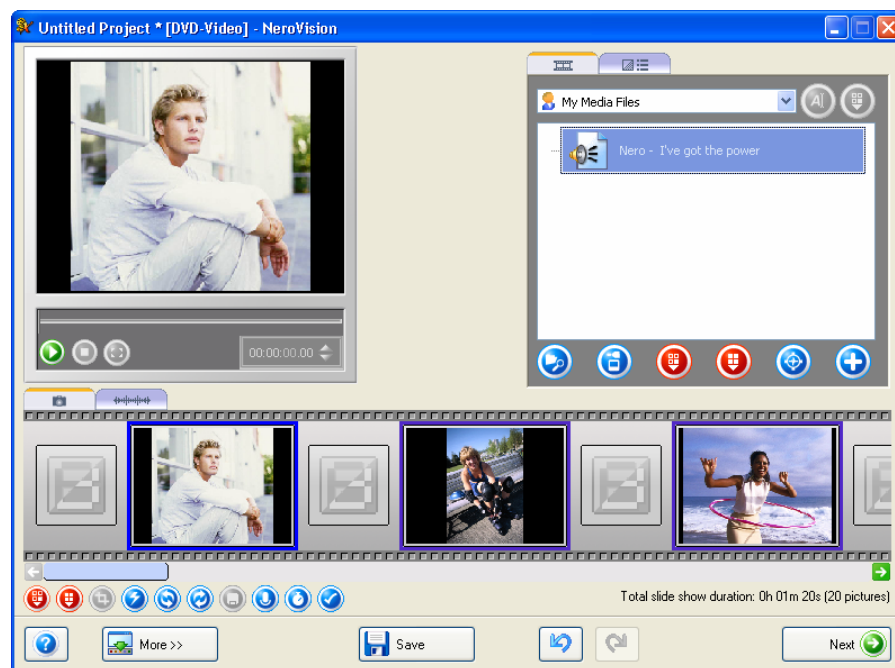 Untitled Project * [DVD-Video] - NeroVision
My Media Files
AI
Nero - I've got the power
00:00:00.00
Total slide show duration: 0h 01m 20s (20 pictures)
More >>
Save
Next